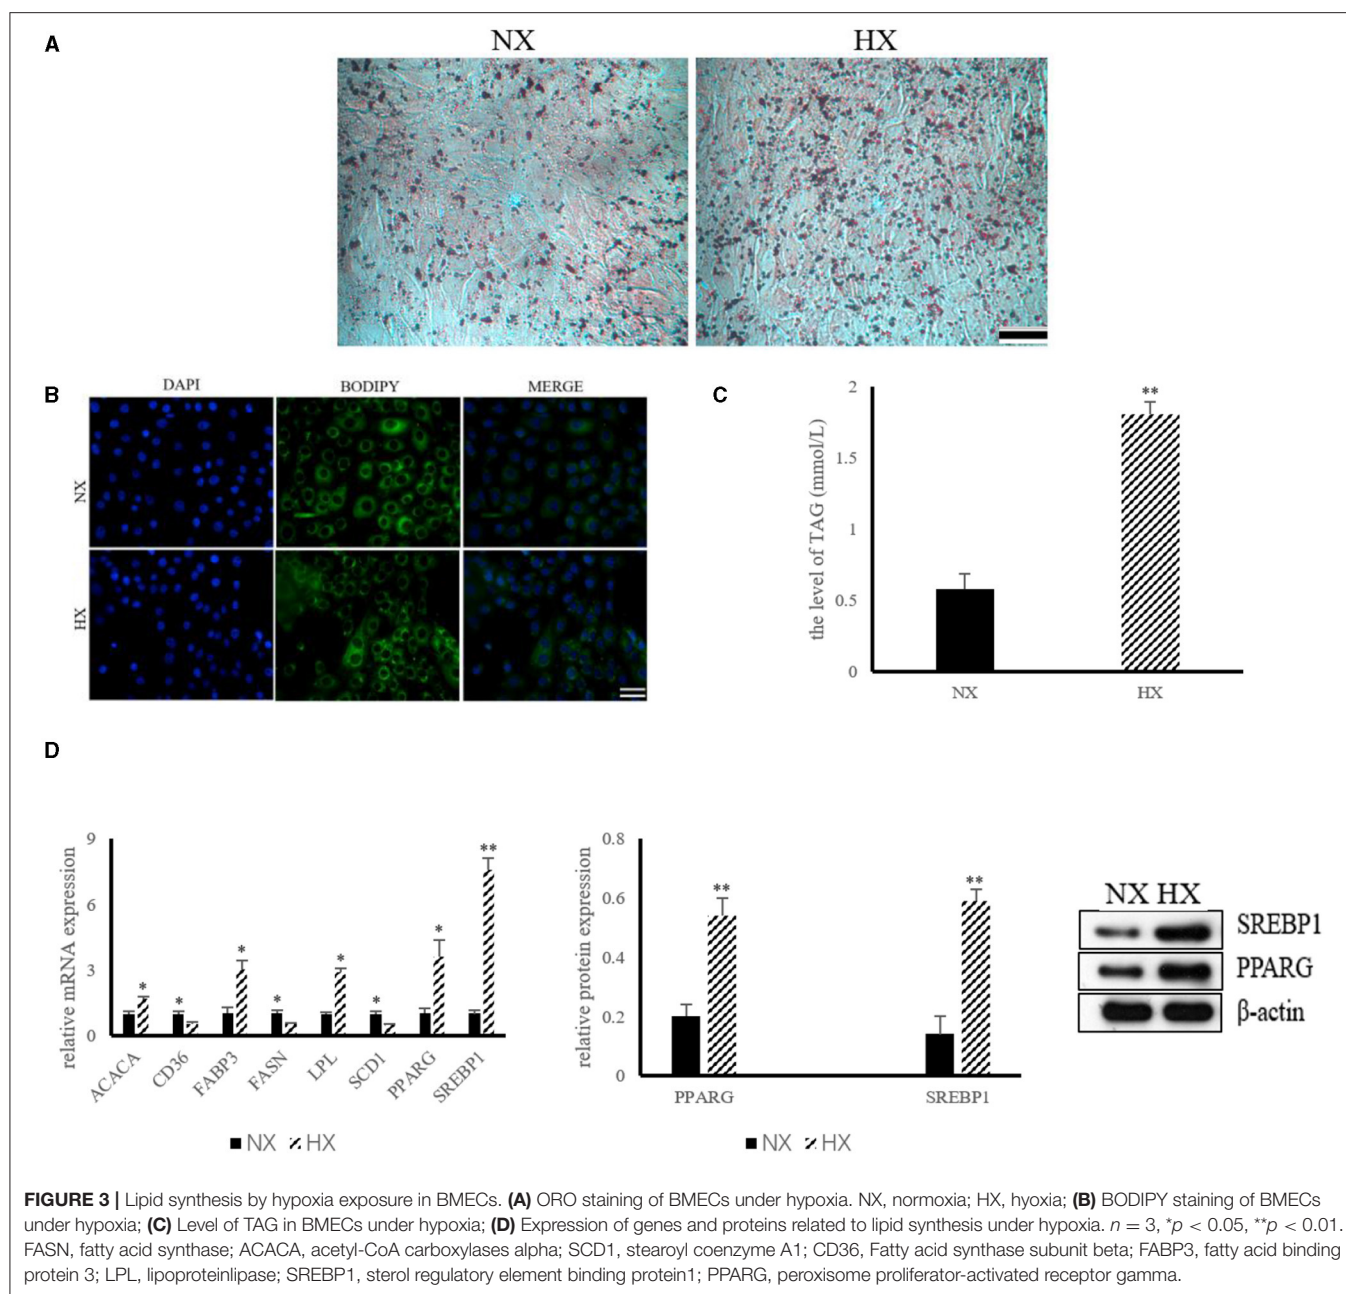 A
NX
HX
B
DAPI
BODIPY
MERGE
NX
HX
C
the level of TAG (mmol/L)
2
1.5
1
0.5
0
**
NX
HX
D
relative mRNA expression
9
6
3
0
*
*
*
*
*
*
*
**
ACACA
CD36
FABP3
FASN
LPL
SCD1
PPARG
SREBP1
NX HX
relative protein expression
0.8
0.6
0.4
0.2
0
**
**
PPARG
SREBP1
NX HX
NX HX
SREBP1
PPARG
β-actin
FIGURE 3 | Lipid synthesis by hypoxia exposure in BMECs. (A) ORO staining of BMECs under hypoxia. NX, normoxia; HX, hyoxia; (B) BODIPY staining of BMECs
under hypoxia; (C) Level of TAG in BMECs under hypoxia; (D) Expression of genes and proteins related to lipid synthesis under hypoxia. n = 3, *p < 0.05, **p < 0.01.
FASN, fatty acid synthase; ACACA, acetyl-CoA carboxylases alpha; SCD1, stearoyl coenzyme A1; CD36, Fatty acid synthase subunit beta; FABP3, fatty acid binding
protein 3; LPL, lipoproteinlipase; SREBP1, sterol regulatory element binding protein1; PPARG, peroxisome proliferator-activated receptor gamma.